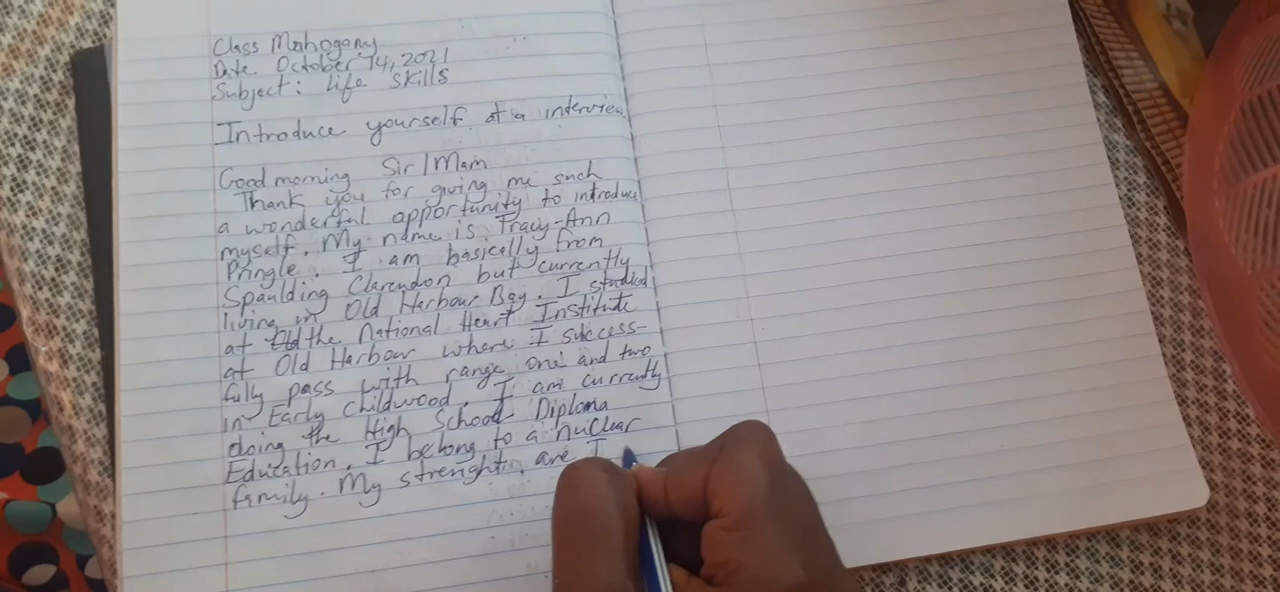 Class Mahogony
Date October 14, 2021
Subject: Life Skills
Introduce yourself at a interview
Good morning Sir/Mam
Thank you for giving me such
a wonderful opportunity to introduce
myself. My name is Tracy-Ann
Pringle. I am basically from
Spaulding Clarendon but currently
living in Old Harbour Bay. I studied
at the National Heart Institute
at Old Harbour where I success-
fully pass with range one and two
in Early childwood. I am currently
doing the High School Diploma
Education. I belong to a nuclear
family. My strenght, are I